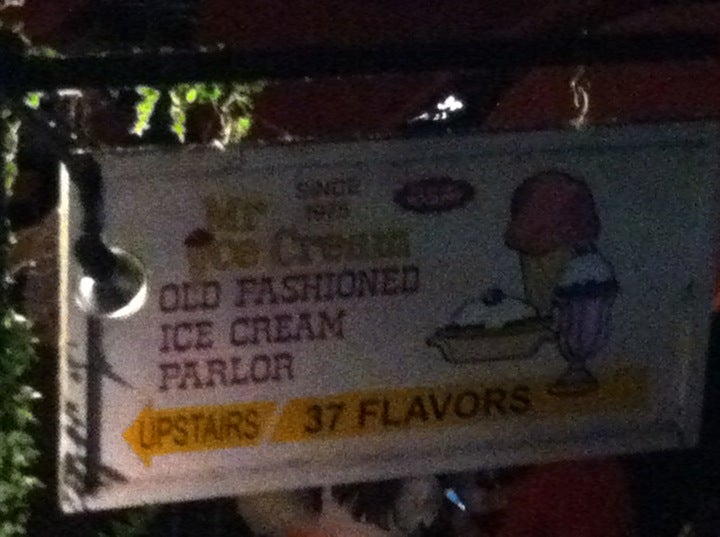 SINCE
Mr
Ice Cream
OLD FASHIONED
ICE CREAM
PARLOR
UPSTAIRS 37 FLAVORS